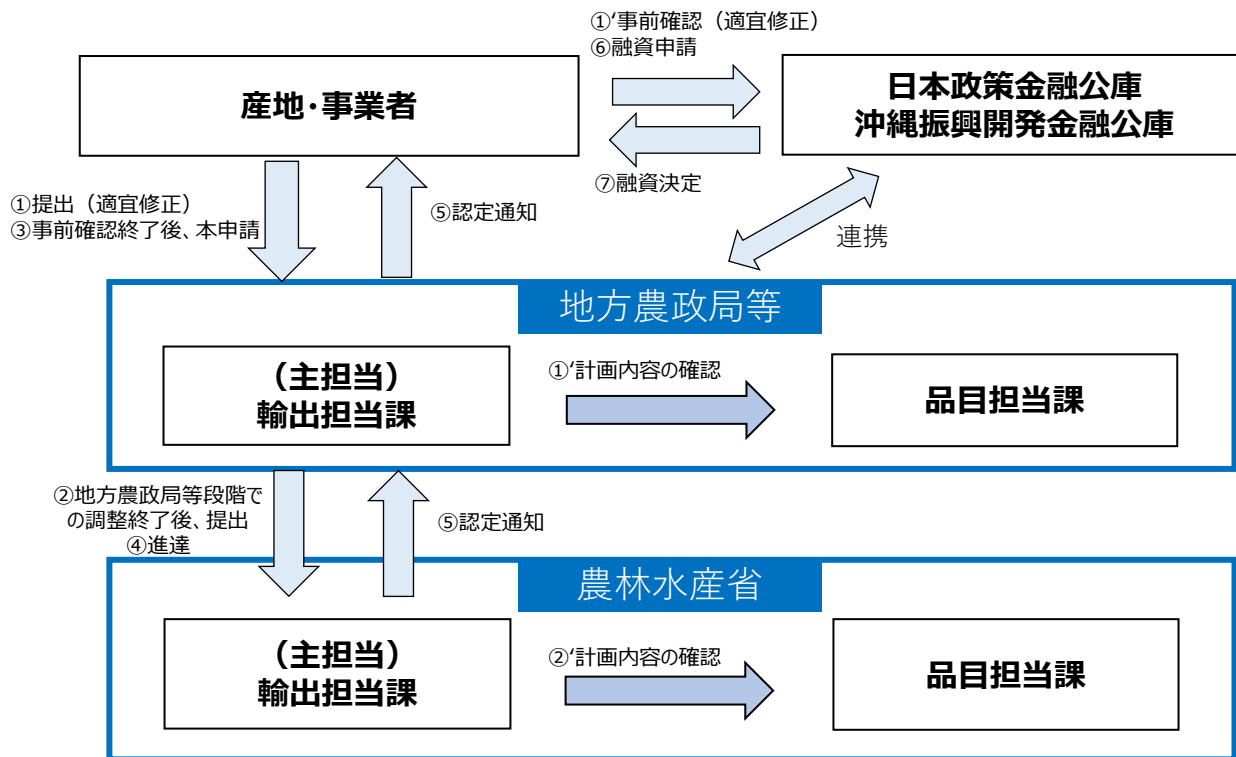 ①‘事前確認（適宜修正）
⑥融資申請
産地･事業者
日本政策金融公庫
沖縄振興開発金融公庫
⑦融資決定
①提出（適宜修正）
③事前確認終了後、本申請
⑤認定通知
連携
地方農政局等
（主担当）
輸出担当課
①‘計画内容の確認
品目担当課
②地方農政局等段階で
の調整終了後、提出
④進達
⑤認定通知
農林水産省
（主担当）
輸出担当課
②‘計画内容の確認
品目担当課